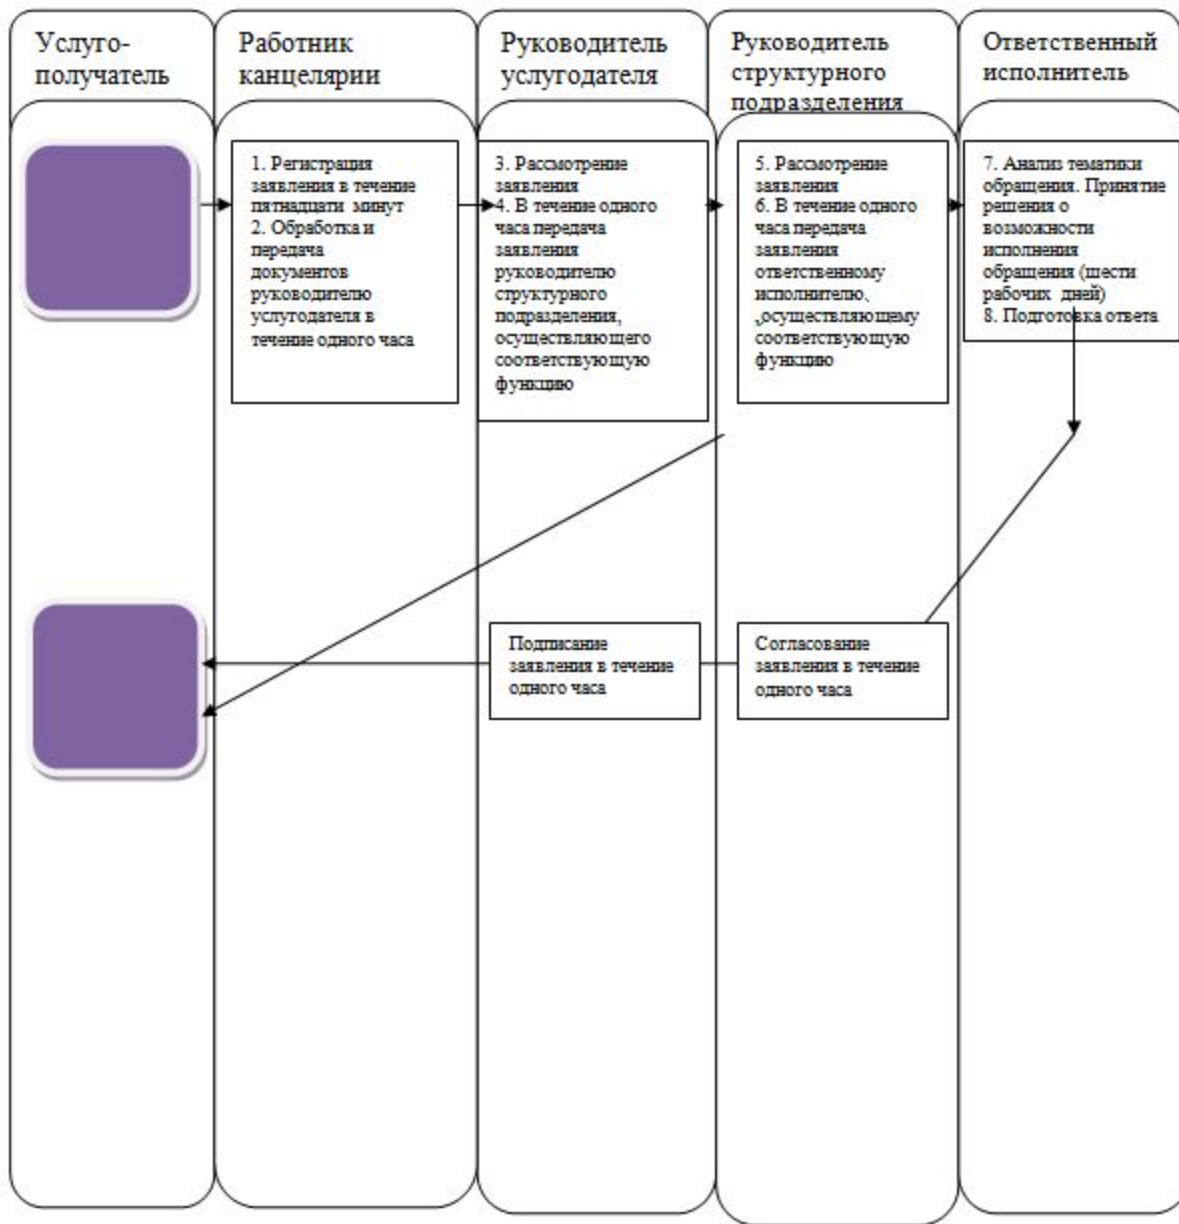 Услуго-
получатель
Работник
канцелярии
Руководитель
услугодателя
Руководитель
структурного
подразделения
Ответственный
исполнитель
1. Регистрация
заявления в течение
пятнадцати минут
2. Обработка и
передача
документов
руководителю
услугодателя в
течение одного часа
3. Рассмотрение
заявления
4. В течение одного
часа передача
заявления
руководителю
структурного
подразделения,
осуществляющего
соответствующую
функцию
5. Рассмотрение
заявления
6. В течение одного
часа передача
заявления
ответственному
исполнителю,
,осуществляющему
соответствующую
функцию
7. Анализ тематики
обращения. Принятие
решения о
возможности
исполнения
обращения (шести
рабочих дней)
8. Подготовка ответа
Подписание
заявления в течение
одного часа
Согласование
заявления в течение
одного часа